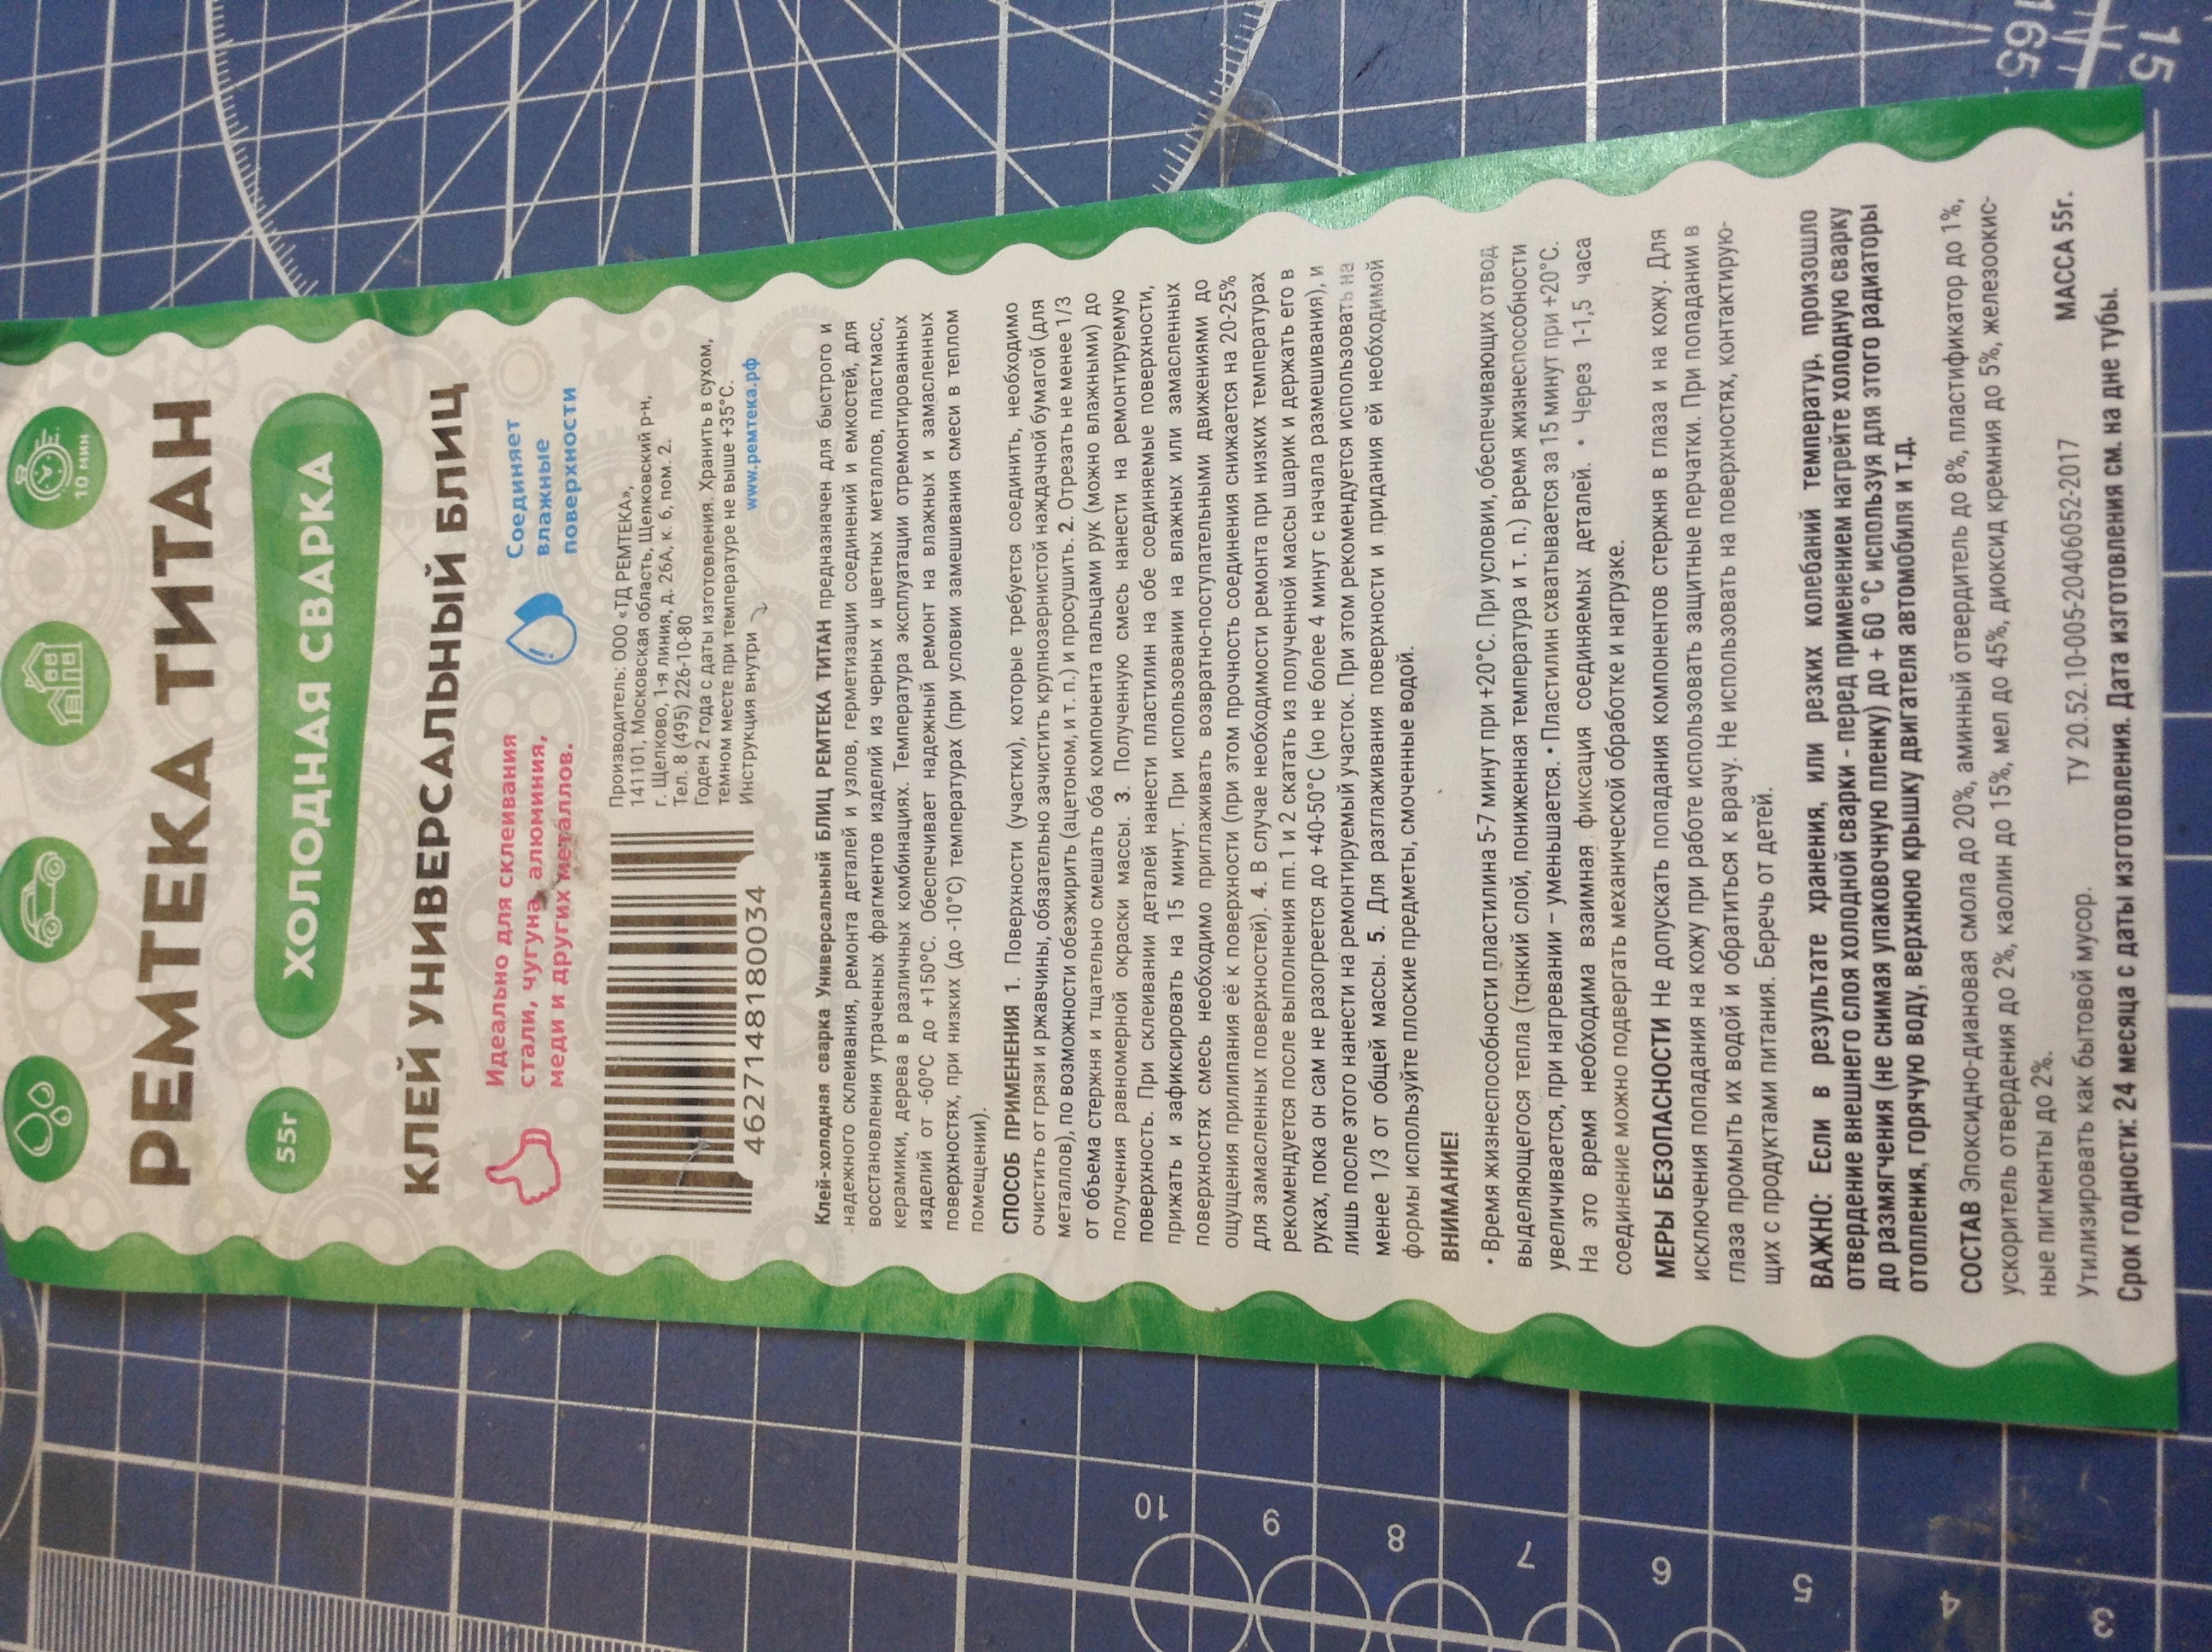 10 мин
РЕМТЕКА ТИТАН
55г
ХОЛОДНАЯ СВАРКА
КЛЕЙ УНИВЕРСАЛЬНЫЙ БЛИЦ
Идеально для склеивания
стали, чугуна, алюминия,
меди и других металлов.
Соединяет
влажные
поверхности
4627148180034
Производитель: ООО «ТД РЕМТЕКА»,
141101, Московская область, Щелковский р-н,
г. Щелково, 1-я линия, д. 26А, к. 6, пом. 2.
Тел. 8 (495) 226-10-80
Годен 2 года с даты изготовления. Хранить в сухом,
темном месте при температуре не выше +35°С.
Инструкция внутри www.ремтека.рф
Клей-холодная сварка Универсальный БЛИЦ РЕМТЕКА ТИТАН предназначен для быстрого и
надежного склеивания, ремонта деталей и узлов, герметизации соединений и емкостей, для
восстановления утраченных фрагментов изделий из черных и цветных металлов, пластмасс,
керамики, дерева в различных комбинациях. Температура эксплуатации отремонтированных
изделий от -60°С до +150°С. Обеспечивает надежный ремонт на влажных и замасленных
поверхностях, при низких (до -10°С) температурах (при условии замешивания смеси в теплом
помещении).
СПОСОБ ПРИМЕНЕНИЯ 1. Поверхности (участки), которые требуется соединить, необходимо
очистить от грязи и ржавчины, обязательно зачистить крупнозернистой наждачной бумагой (для
металлов), по возможности обезжирить (ацетоном, и т. п.) и просушить. 2. Отрезать не менее 1/3
от объема стержня и тщательно смешать оба компонента пальцами рук (можно влажными) до
получения равномерной окраски массы. 3. Полученную смесь нанести на ремонтируемую
поверхность. При склеивании деталей нанести пластилин на обе соединяемые поверхности,
прижать и зафиксировать на 15 минут. При использовании на влажных или замасленных
поверхностях смесь необходимо приглаживать возвратно-поступательными движениями до
ощущения прилипания её к поверхности (при этом прочность соединения снижается на 20-25%
для замасленных поверхностей). 4. В случае необходимости ремонта при низких температурах
рекомендуется после выполнения пп.1 и 2 скатать из полученной массы шарик и держать его в
руках, пока он сам не разогреется до +40-50°С (но не более 4 минут с начала размешивания), и
лишь после этого нанести на ремонтируемый участок. При этом рекомендуется использовать на
менее 1/3 от общей массы. 5. Для разглаживания поверхности и придания ей необходимой
формы используйте плоские предметы, смоченные водой.
ВНИМАНИЕ!
• Время жизнеспособности пластилина 5-7 минут при +20°С. При условии, обеспечивающих отвод
выделяющегося тепла (тонкий слой, пониженная температура и т. п.) время жизнеспособности
увеличивается, при нагревании – уменьшается. • Пластилин схватывается за 15 минут при +20°С.
На это время необходима взаимная фиксация соединяемых деталей. • Через 1-1,5 часа
соединение можно подвергать механической обработке и нагрузке.
МЕРЫ БЕЗОПАСНОСТИ Не допускать попадания компонентов стержня в глаза и на кожу. Для
исключения попадания на кожу при работе использовать защитные перчатки. При попадании в
глаза промыть их водой и обратиться к врачу. Не использовать на поверхностях, контактирую-
щих с продуктами питания. Беречь от детей.
ВАЖНО: Если в результате хранения, или резких колебаний температур, произошло
отвердение внешнего слоя холодной сварки - перед применением нагрейте холодную сварку
до размягчения (не снимая упаковочную пленку) до + 60 °С используя для этого радиаторы
отопления, горячую воду, верхнюю крышку двигателя автомобиля и т.д.
СОСТАВ Эпоксидно-диановая смола до 20%, аминный отвердитель до 8%, пластификатор до 1%,
ускоритель отвердения до 2%, каолин до 15%, мел до 45%, диоксид кремния до 5%, железоокис-
ные пигменты до 2%.
Утилизировать как бытовой мусор. ТУ 20.52.10-005-20406052-2017 МАССА 55г.
Срок годности: 24 месяца с даты изготовления. Дата изготовления см. на дне тубы.
165
15
10
9
8
7
6
5
4
3